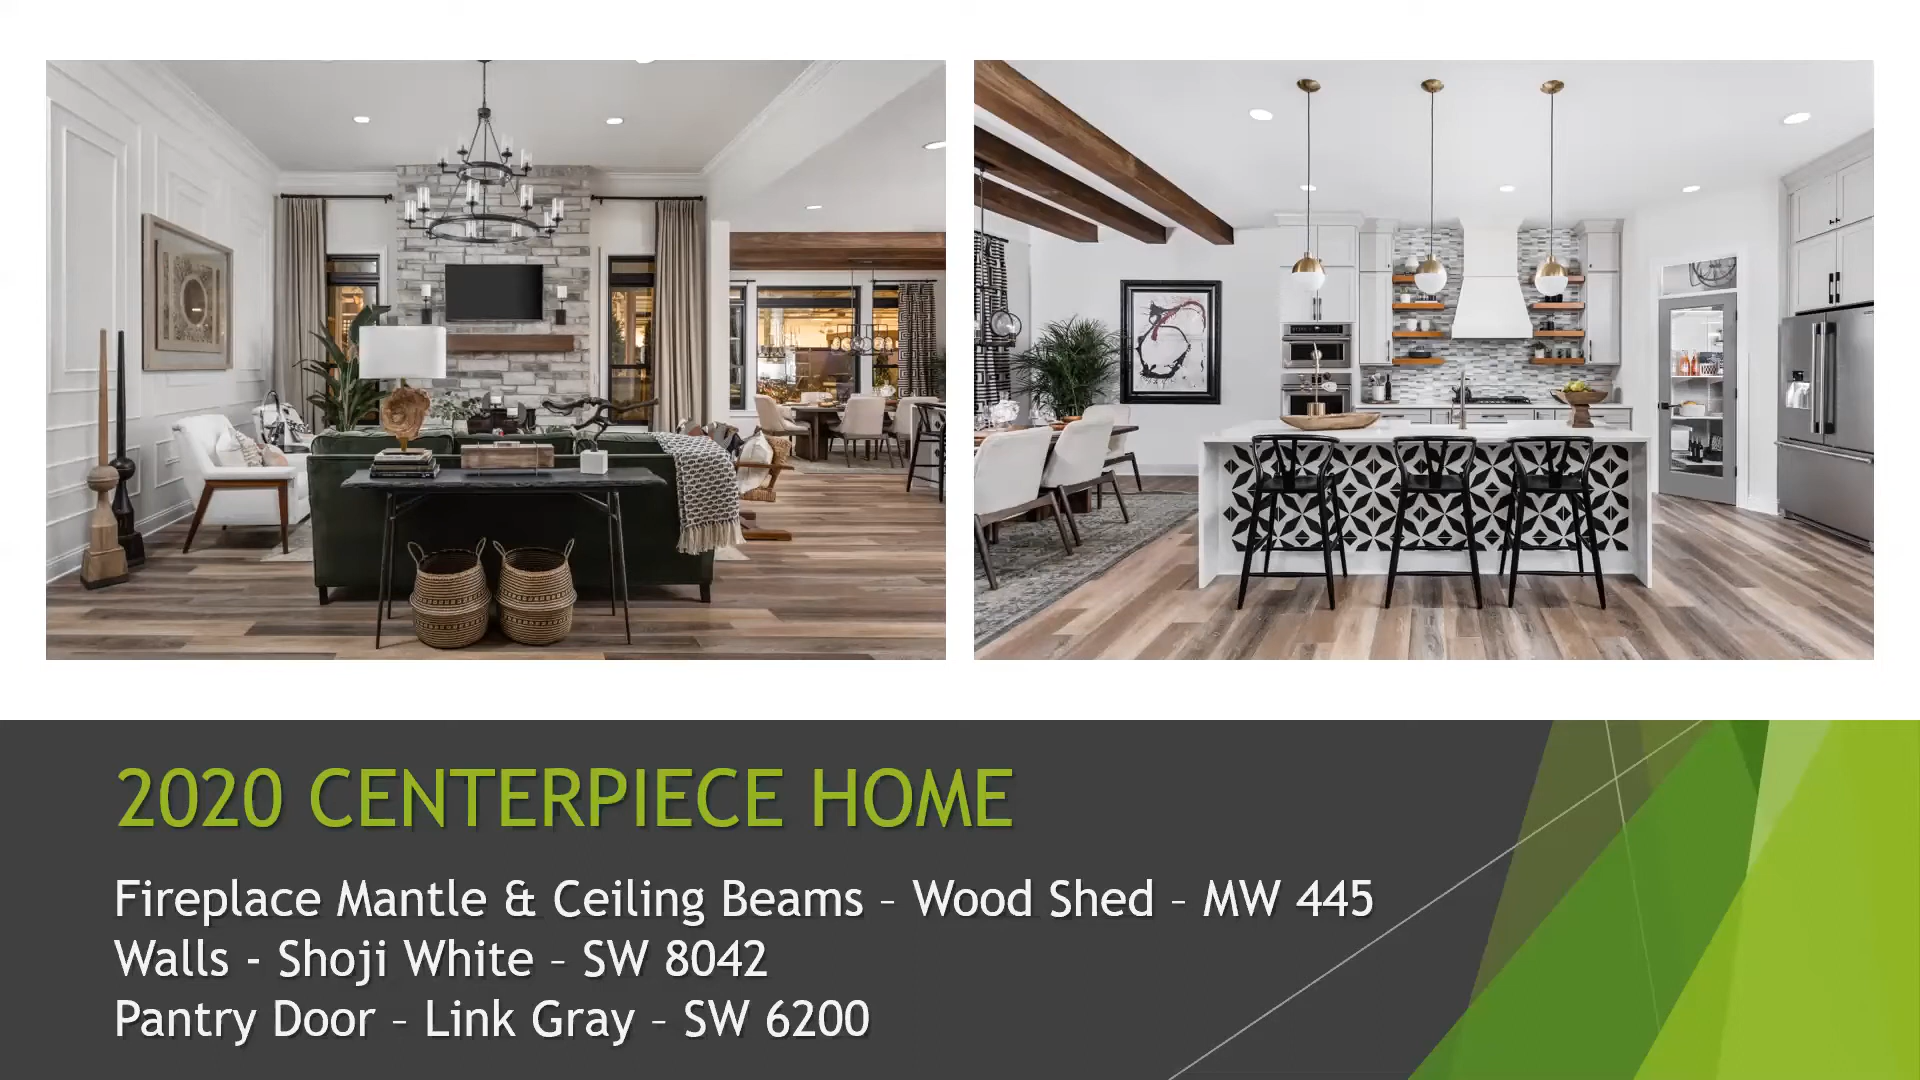 2020 CENTERPIECE HOME
Fireplace Mantle & Ceiling Beams – Wood Shed – MW 445
Walls - Shoji White – SW 8042
Pantry Door – Link Gray – SW 6200